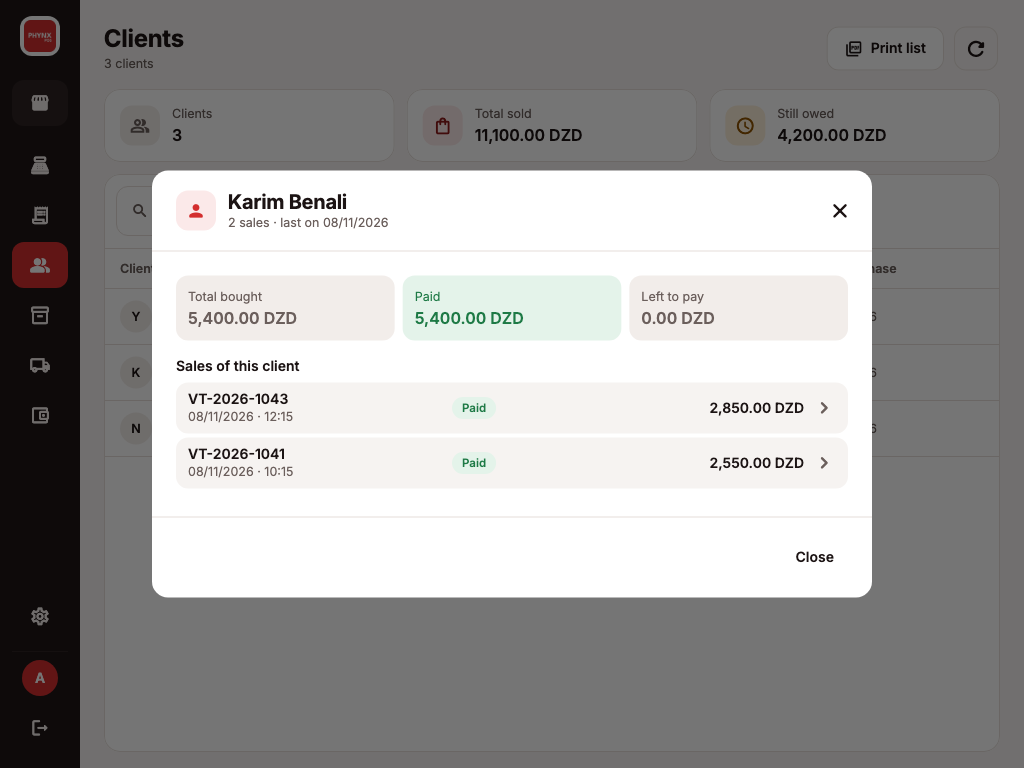 PHYNX
Clients
3 clients
Print list
Clients
3
Total sold
11,100.00 DZD
Still owed
4,200.00 DZD
Karim Benali
2 sales · last on 08/11/2026
Total bought
5,400.00 DZD
Paid
5,400.00 DZD
Left to pay
0.00 DZD
Sales of this client
VT-2026-1043
08/11/2026 · 12:15
Paid
2,850.00 DZD
VT-2026-1041
08/11/2026 · 10:15
Paid
2,550.00 DZD
Close
Y
K
N
A